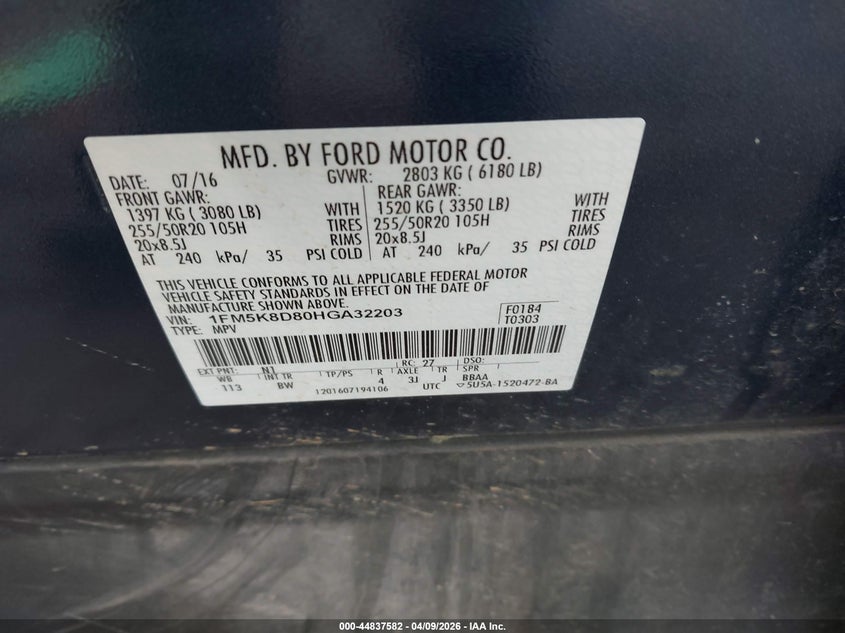 MFD. BY FORD MOTOR CO.
DATE: 07/16 GVWR: 2803 KG ( 6180 LB)
FRONT GAWR: REAR GAWR:
1397 KG ( 3080 LB) WITH 1520 KG ( 3350 LB) WITH
255/50R20 105H TIRES 255/50R20 105H TIRES
20x8.5J RIMS 20x8.5J RIMS
AT 240 kPa/ 35 PSI COLD AT 240 kPa/ 35 PSI COLD
THIS VEHICLE CONFORMS TO ALL APPLICABLE FEDERAL MOTOR
VEHICLE SAFETY STANDARDS IN EFFECT ON THE DATE OF
MANUFACTURE SHOWN ABOVE.
VIN: 1FM5K8D80HGA32203 F0184
TYPE: MPV T0303
EXT PNT: N1 RC: 27 DSO:
WB INT TR TP/PS R AXLE TR SPR
113 BW 4 3J J BBAA
1201607194106 UTC ▽5U5A-1520472-BA
000-44837582 | 04/09/2026 | IAA Inc.